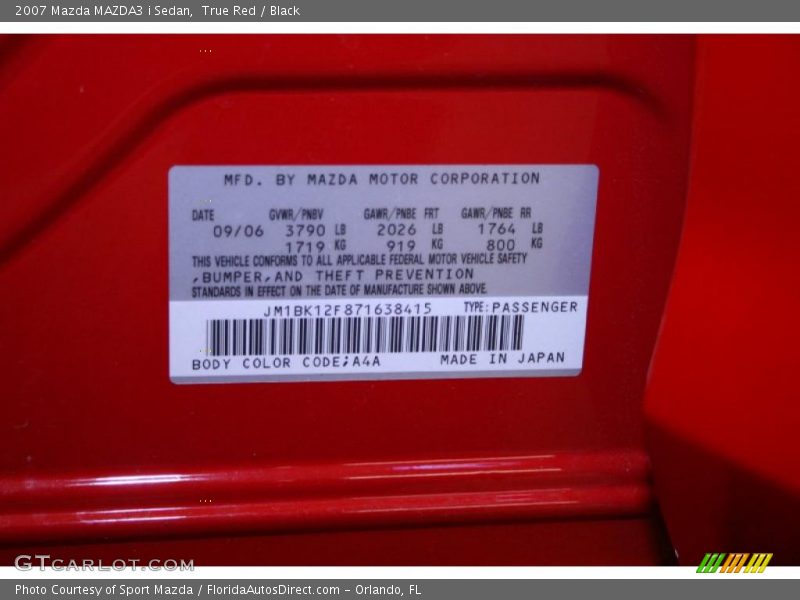 2007 Mazda MAZDA3 i Sedan, True Red / Black
MFD. BY MAZDA MOTOR CORPORATION
DATE GVWR/PNBV GAWR/PNBE FRT GAWR/PNBE RR
09/06 3790 LB 2026 LB 1764 LB
1719 KG 919 KG 800 KG
THIS VEHICLE CONFORMS TO ALL APPLICABLE FEDERAL MOTOR VEHICLE SAFETY
,BUMPER,AND THEFT PREVENTION
STANDARDS IN EFFECT ON THE DATE OF MANUFACTURE SHOWN ABOVE.
JM1BK12F871638415 TYPE:PASSENGER
BODY COLOR CODE;A4A MADE IN JAPAN
GTCARLOT.COM
Photo Courtesy of Sport Mazda / FloridaAutosDirect.com – Orlando, FL